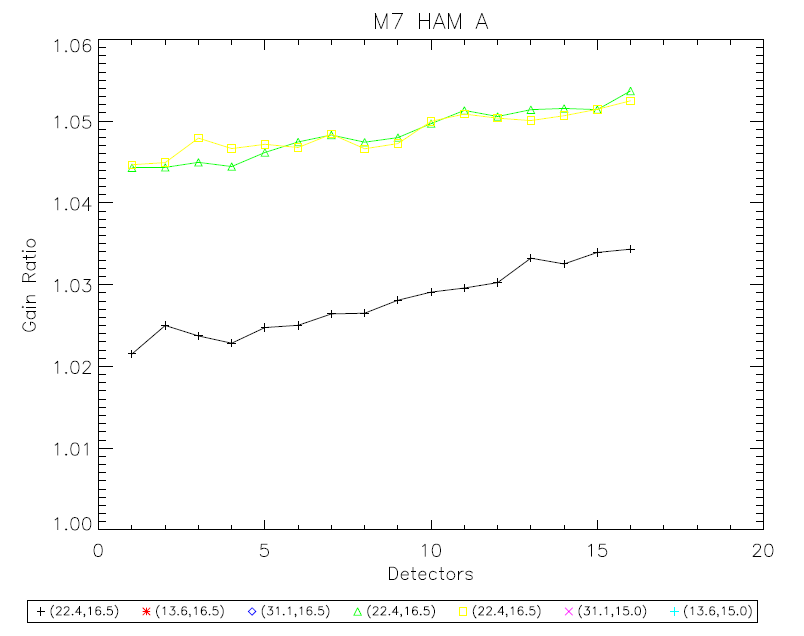 M7 HAM A
1.06
1.05
1.04
1.03
1.02
1.01
1.00
Gain Ratio
0 5 10 15 20
Detectors
(22.4,16.5) (13.6,16.5) (31.1,16.5) (22.4,16.5) (22.4,16.5) (31.1,15.0) (13.6,15.0)